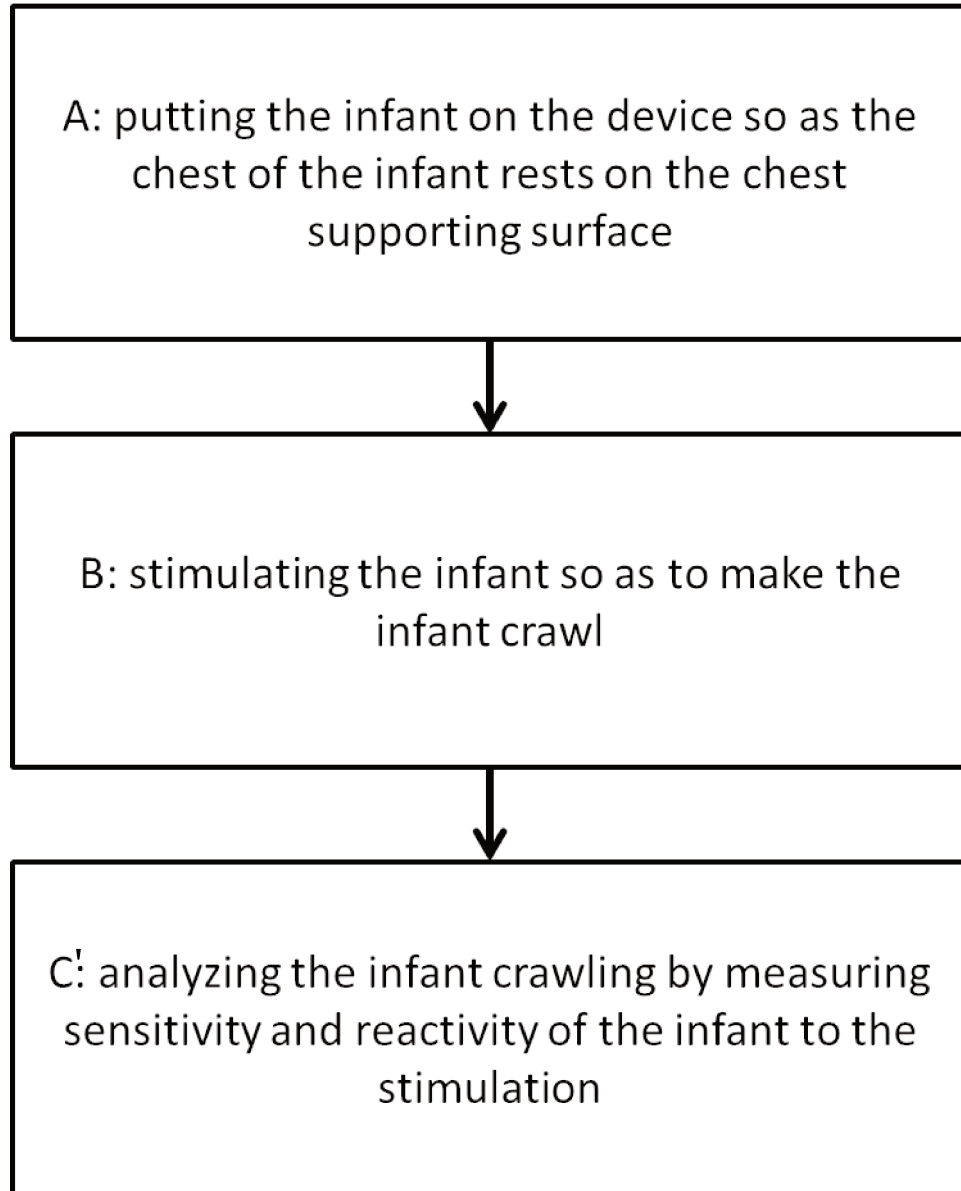 A: putting the infant on the device so as the
chest of the infant rests on the chest
supporting surface
B: stimulating the infant so as to make the
infant crawl
C': analyzing the infant crawling by measuring
sensitivity and reactivity of the infant to the
stimulation